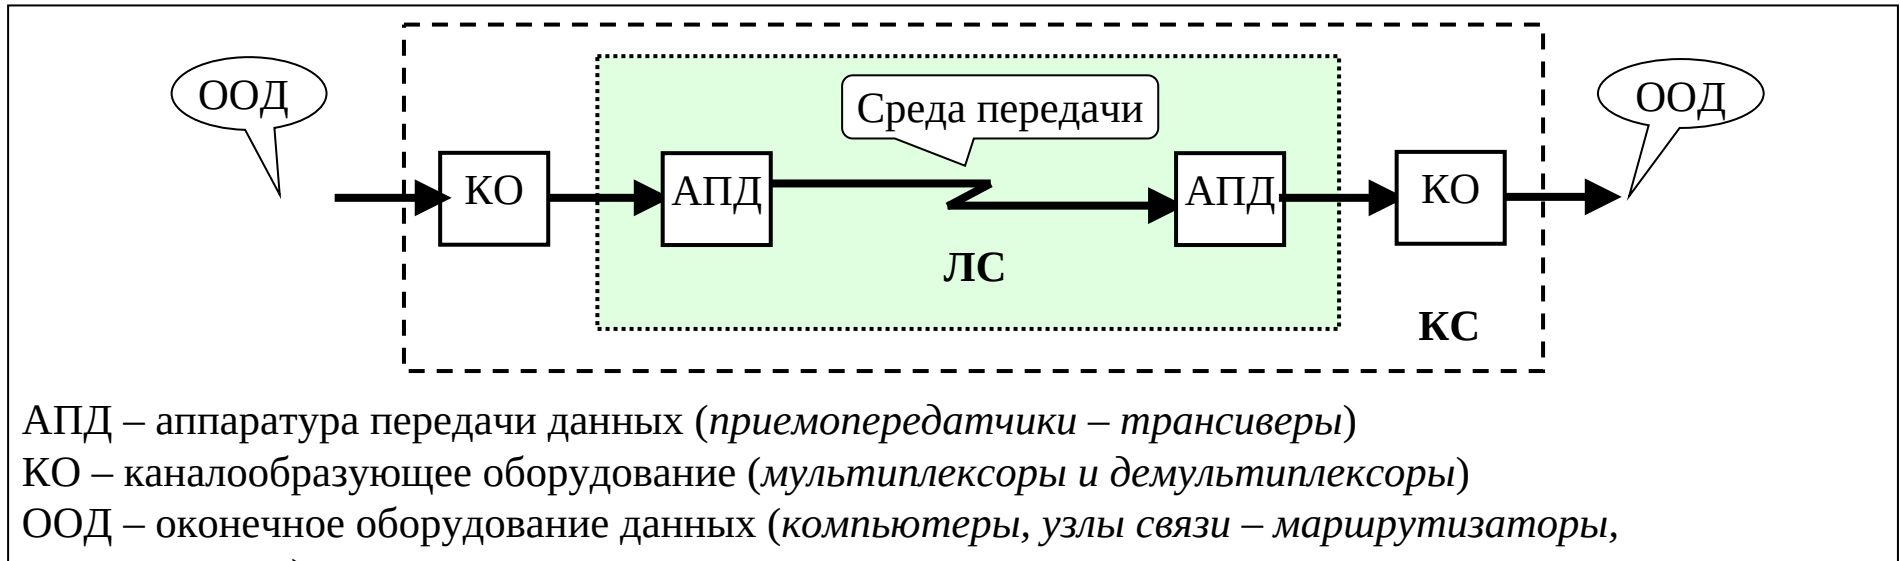 ООД
Среда передачи
ООД
КО
АПД
АПД
КО
ЛС
КС
АПД – аппаратура передачи данных (приемопередатчики – трансиверы)
КО – каналообразующее оборудование (мультиплексоры и демультиплексоры)
ООД – оконечное оборудование данных (компьютеры, узлы связи – маршрутизаторы,